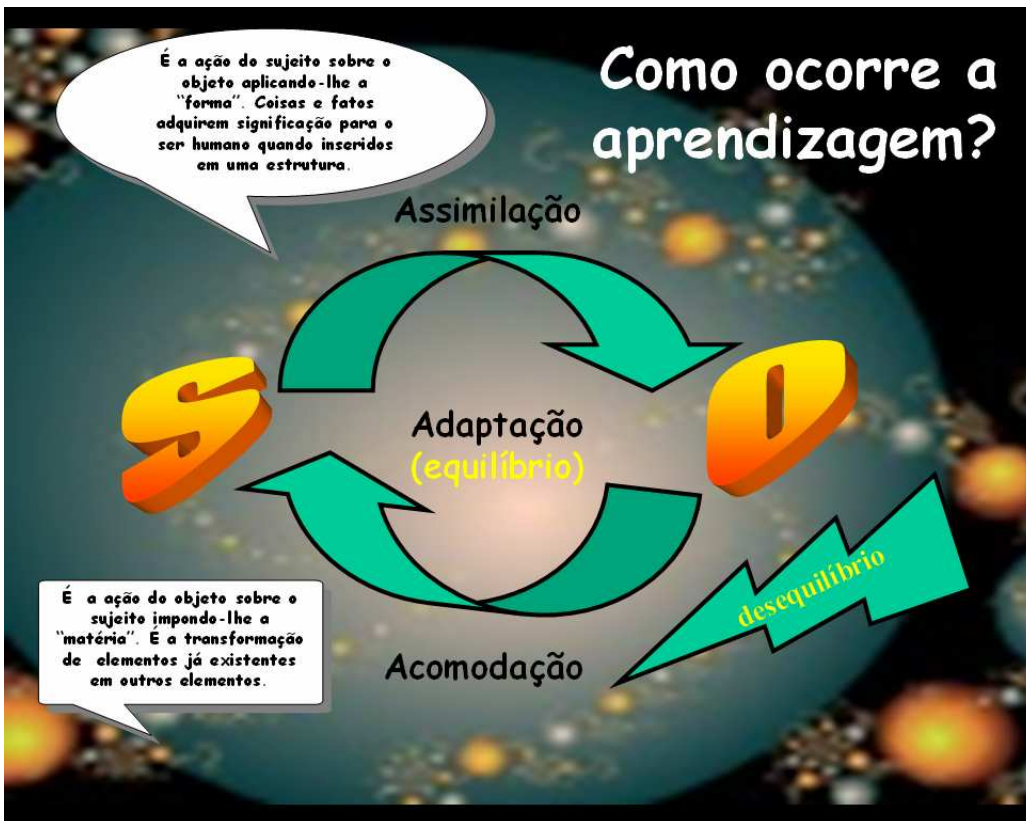 Como ocorre a
aprendizagem?
É a ação do sujeito sobre o
objeto aplicando-lhe a
"forma". Coisas e fatos
adquirem significação para o
ser humano quando inseridos
em uma estrutura.
Assimilação
S
O
Adaptação
(equilíbrio)
desequilíbrio
É a ação do objeto sobre o
sujeito impondo-lhe a
"matéria". É a transformação
de elementos já existentes
em outros elementos.
Acomodação